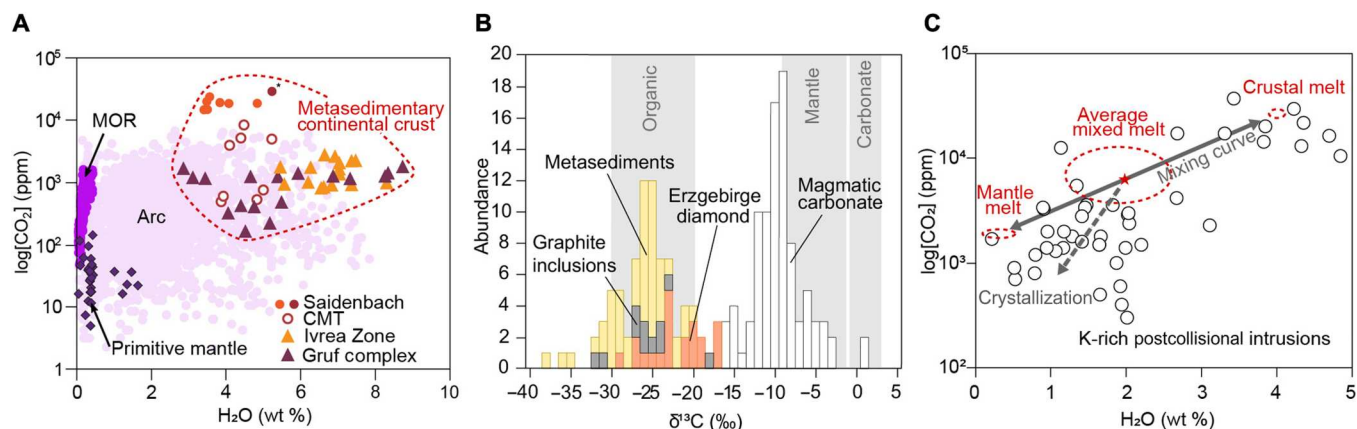 A
log[CO₂] (ppm)
10⁵
10⁴
10³
10²
10
1
0
2
4
6
8
10
H₂O (wt %)
MOR
Arc
Primitive mantle
*
Metasedimentary
continental crust
Saidenbach
CMT
Ivrea Zone
Gruf complex
B
Abundance
20
18
16
14
12
10
8
6
4
2
0
−40
−35
−30
−25
−20
−15
−10
−5
0
5
δ¹³C (‰)
Organic
Mantle
Carbonate
Metasediments
Graphite
inclusions
Erzgebirge
diamond
Magmatic
carbonate
C
log[CO₂] (ppm)
10⁵
10⁴
10³
10²
0
1
2
3
4
5
H₂O (wt %)
Crustal melt
Average
mixed melt
Mixing curve
Mantle
melt
Crystallization
K-rich postcollisional intrusions